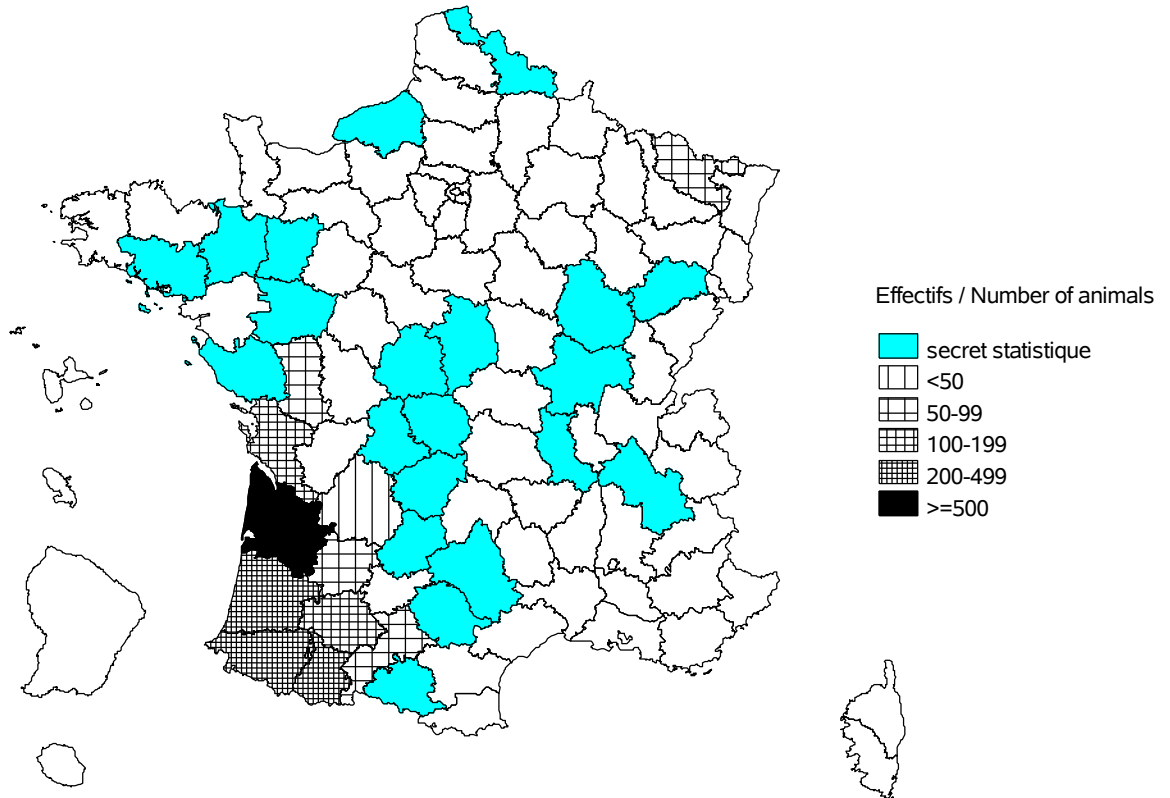 Effectifs / Number of animals
secret statistique
<50
50-99
100-199
200-499
>=500